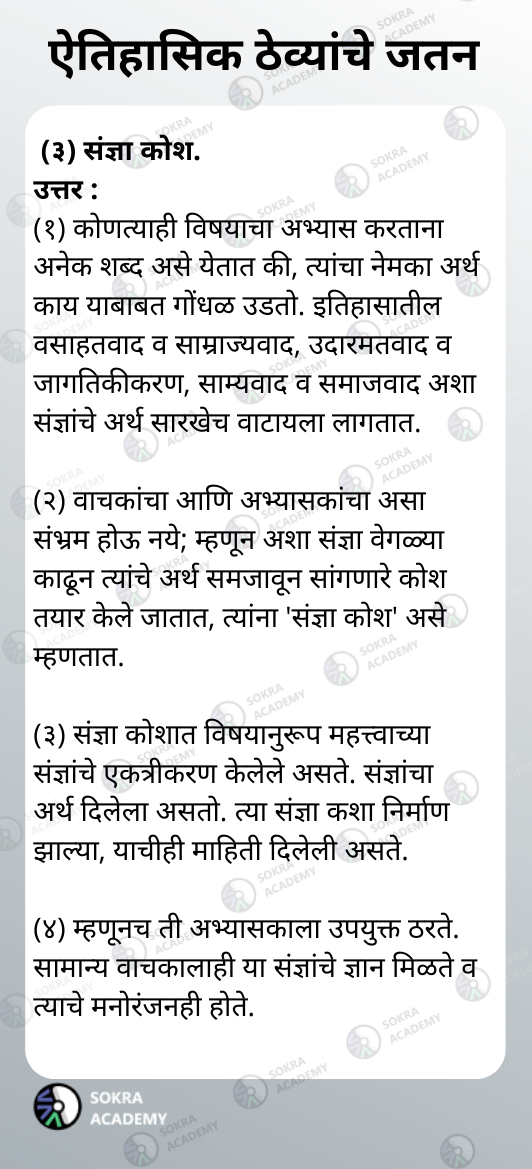 ऐतिहासिक ठेव्यांचे जतन
(३) संज्ञा कोश.
उत्तर :
(१) कोणत्याही विषयाचा अभ्यास करताना
अनेक शब्द असे येतात की, त्यांचा नेमका अर्थ
काय याबाबत गोंधळ उडतो. इतिहासातील
वसाहतवाद व साम्राज्यवाद, उदारमतवाद व
जागतिकीकरण, साम्यवाद व समाजवाद अशा
संज्ञांचे अर्थ सारखेच वाटायला लागतात.
(२) वाचकांचा आणि अभ्यासकांचा असा
संभ्रम होऊ नये; म्हणून अशा संज्ञा वेगळ्या
काढून त्यांचे अर्थ समजावून सांगणारे कोश
तयार केले जातात, त्यांना 'संज्ञा कोश' असे
म्हणतात.
(३) संज्ञा कोशात विषयानुरूप महत्त्वाच्या
संज्ञांचे एकत्रीकरण केलेले असते. संज्ञांचा
अर्थ दिलेला असतो. त्या संज्ञा कशा निर्माण
झाल्या, याचीही माहिती दिलेली असते.
(४) म्हणूनच ती अभ्यासकाला उपयुक्त ठरते.
सामान्य वाचकालाही या संज्ञांचे ज्ञान मिळते व
त्याचे मनोरंजनही होते.
SOKRA
ACADEMY